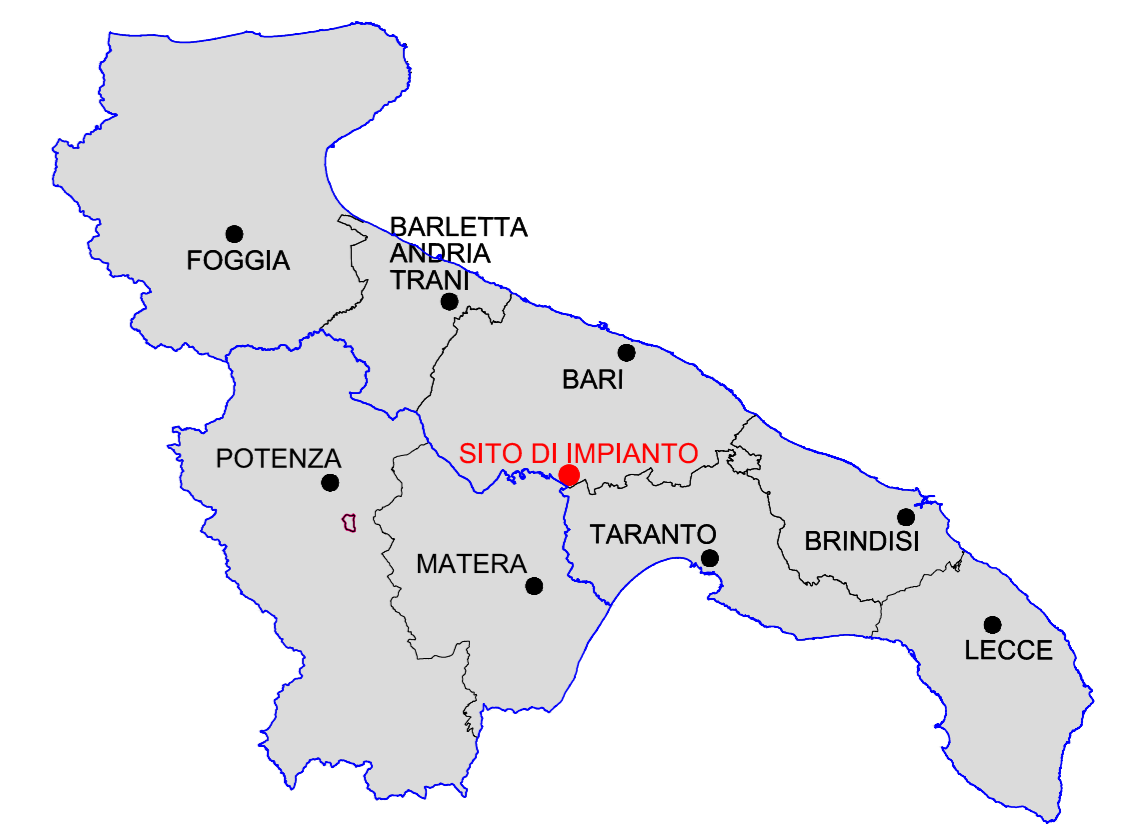 BARLETTA
ANDRIA
TRANI
FOGGIA
BARI
SITO DI IMPIANTO
POTENZA
TARANTO
BRINDISI
MATERA
LECCE